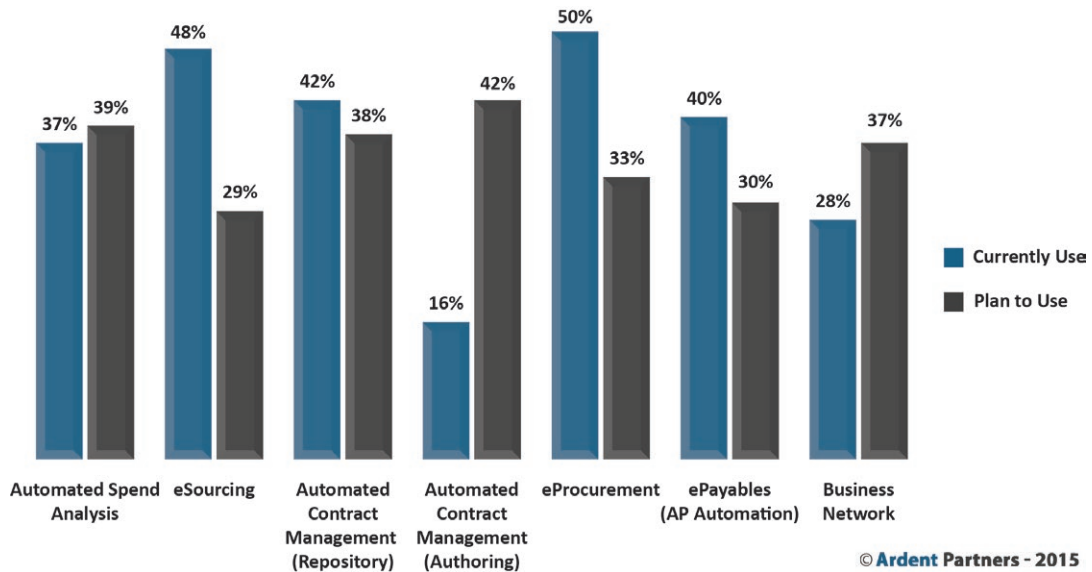 50%
48%
42%
42%
40%
39%
38%
37%
37%
33%
30%
29%
28%
16%
Currently Use
Plan to Use
Automated Spend
Analysis
eSourcing
Automated
Contract
Management
(Repository)
Automated
Contract
Management
(Authoring)
eProcurement
ePayables
(AP Automation)
Business
Network
© Ardent Partners - 2015